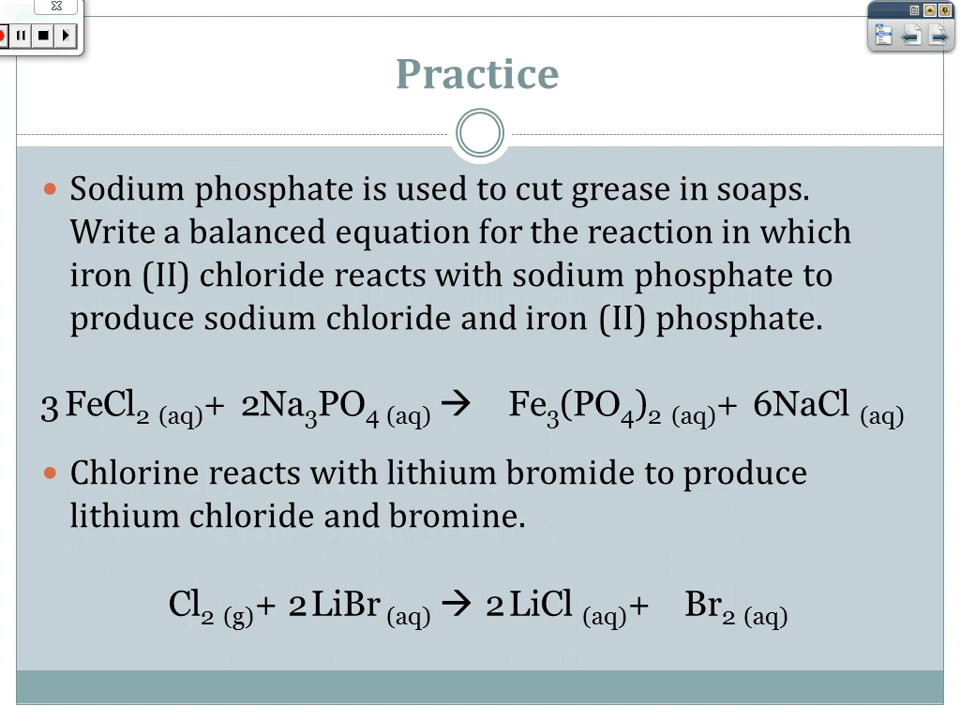 Practice
• Sodium phosphate is used to cut grease in soaps.
Write a balanced equation for the reaction in which
iron (II) chloride reacts with sodium phosphate to
produce sodium chloride and iron (II) phosphate.
3 FeCl₂ (aq)+ 2Na₃PO₄ (aq) → Fe₃(PO₄)₂ (aq)+ 6NaCl (aq)
• Chlorine reacts with lithium bromide to produce
lithium chloride and bromine.
Cl₂ (g)+ 2 LiBr (aq) → 2 LiCl (aq)+ Br₂ (aq)